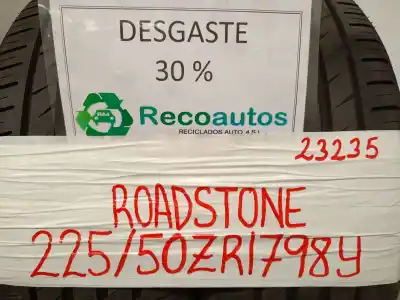 DESGASTE
30 %
Recoautos
RECICLADOS AUTO 4 S.L.
23235
ROADSTONE
225/50ZR1798Y